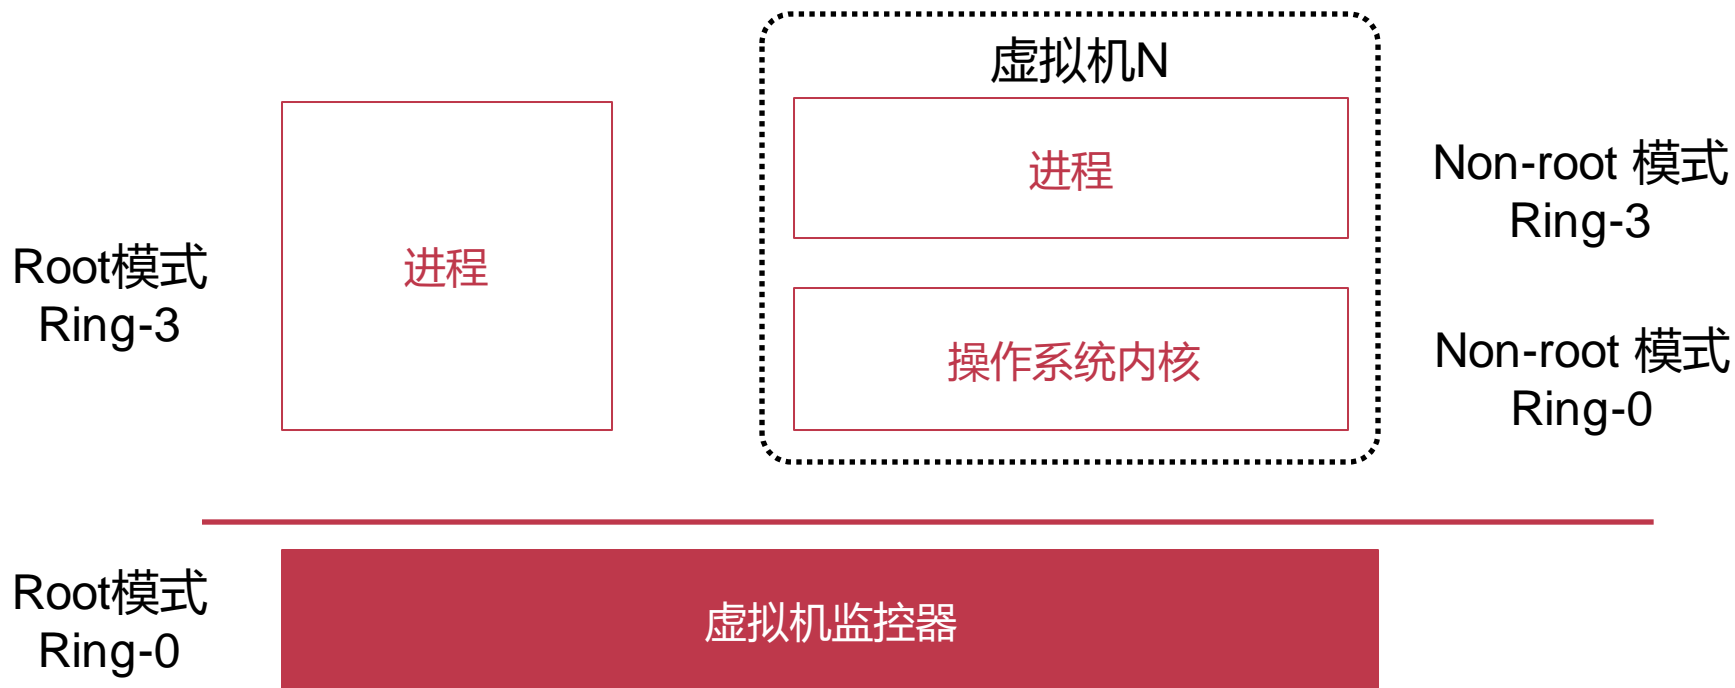 虚拟机N
进程
Non-root 模式
Ring-3
Root模式
Ring-3
进程
操作系统内核
Non-root 模式
Ring-0
Root模式
Ring-0
虚拟机监控器